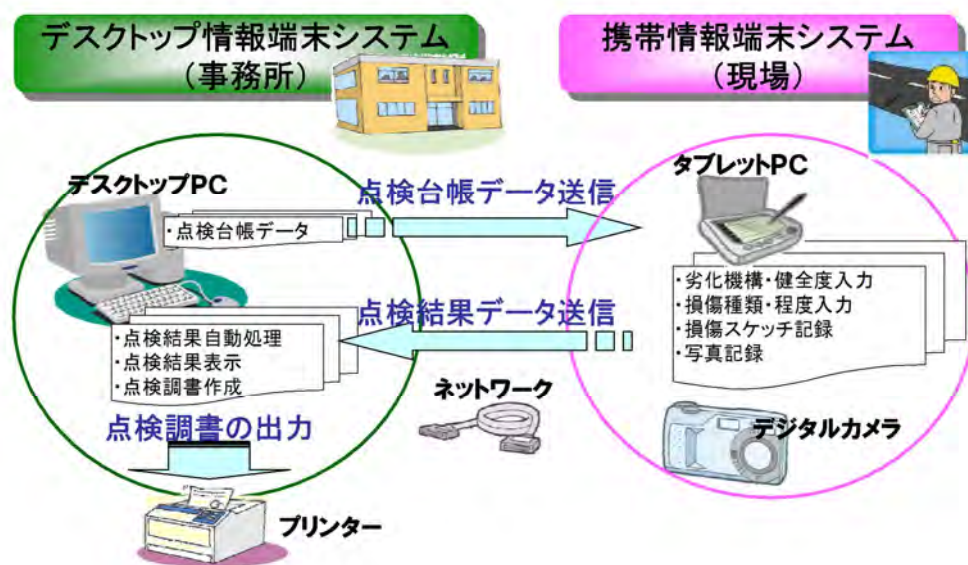 デスクトップ情報端末システム
（事務所）
携帯情報端末システム
（現場）
デスクトップPC
・点検台帳データ
点検台帳データ送信
タブレットPC
・劣化機構・健全度入力
・損傷種類・程度入力
・損傷スケッチ記録
・写真記録
点検結果データ送信
・点検結果自動処理
・点検結果表示
・点検調書作成
ネットワーク
デジタルカメラ
点検調書の出力
プリンター